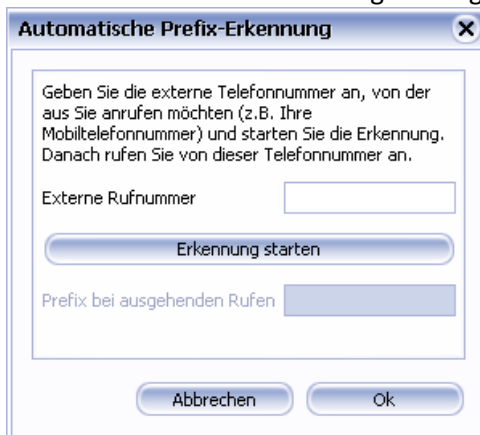 Automatische Prefix-Erkennung
Geben Sie die externe Telefonnummer an, von der
aus Sie anrufen möchten (z.B. Ihre
Mobiltelefonnummer) und starten Sie die Erkennung.
Danach rufen Sie von dieser Telefonnummer an.
Externe Rufnummer
Erkennung starten
Prefix bei ausgehenden Rufen
Abbrechen
Ok